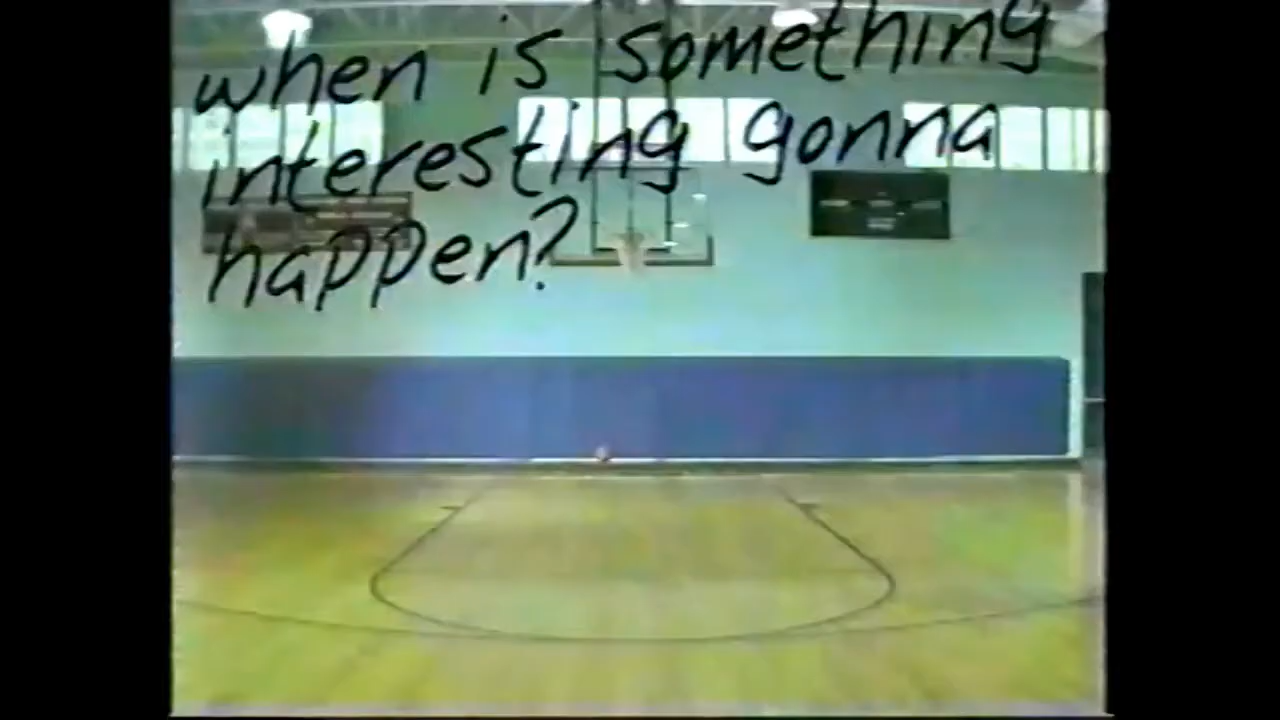 when is something
interesting gonna
happen?